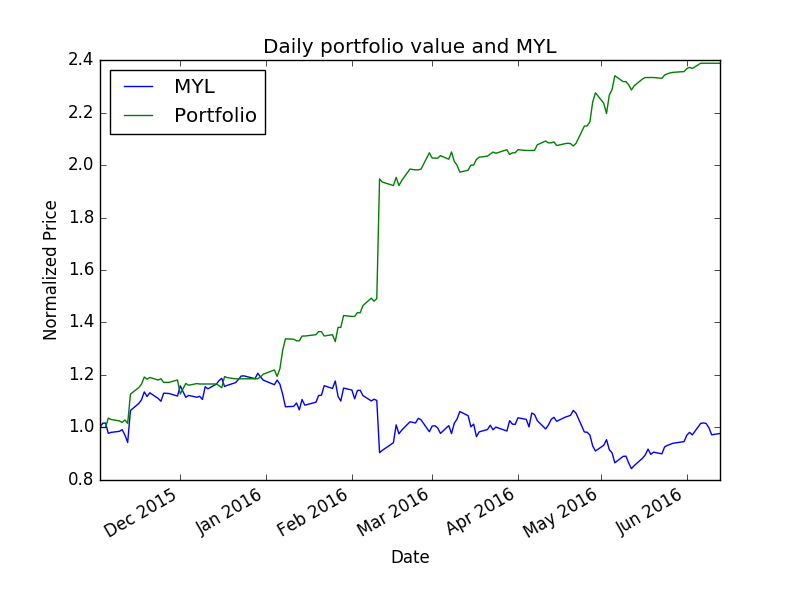 Daily portfolio value and MYL
MYL
Portfolio
2.4
2.2
2.0
1.8
1.6
1.4
1.2
1.0
0.8
Normalized Price
Dec 2015
Jan 2016
Feb 2016
Mar 2016
Apr 2016
May 2016
Jun 2016
Date